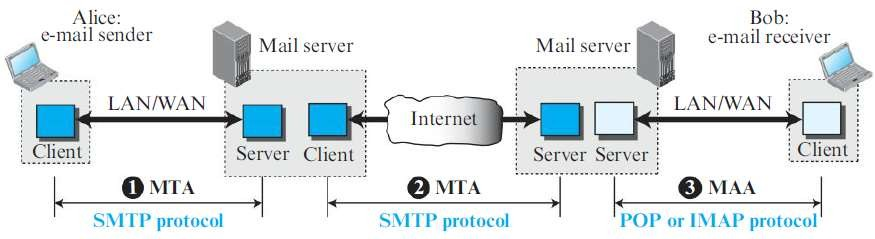 Alice:
e-mail sender
Bob:
e-mail receiver
Mail server
Mail server
LAN/WAN
Internet
LAN/WAN
Client
Server
Client
Server
Server
Client
1 MTA
2 MTA
3 MAA
SMTP protocol
SMTP protocol
POP or IMAP protocol